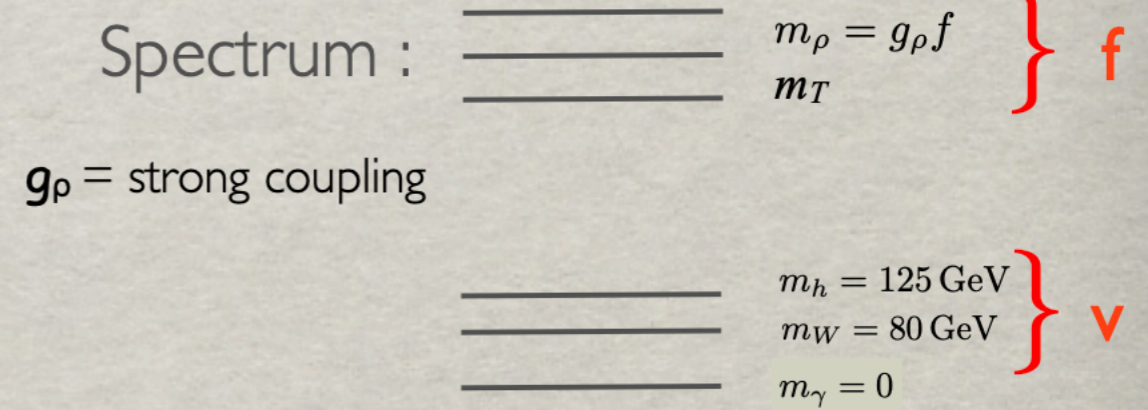 Spectrum :
m_ρ = g_ρ f
m_T
f
g_ρ = strong coupling
m_h = 125 GeV
m_W = 80 GeV
v
m_γ = 0